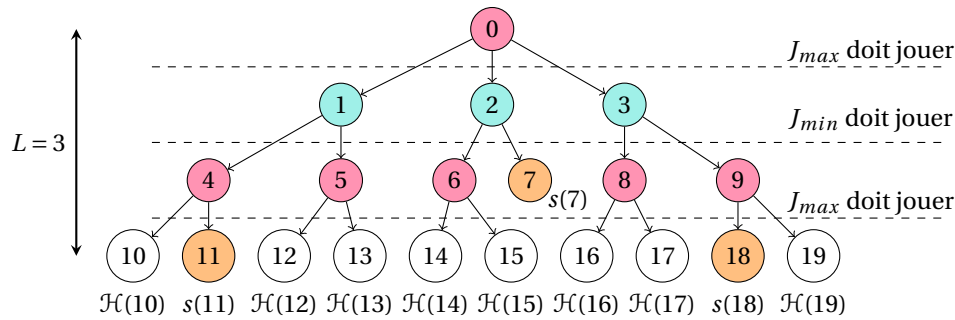 0
J_max doit jouer
1 2 3
J_min doit jouer
L = 3
4 5 6 7 8 9
s(7)
J_max doit jouer
10 11 12 13 14 15 16 17 18 19
ℋ(10) s(11) ℋ(12) ℋ(13) ℋ(14) ℋ(15) ℋ(16) ℋ(17) s(18) ℋ(19)